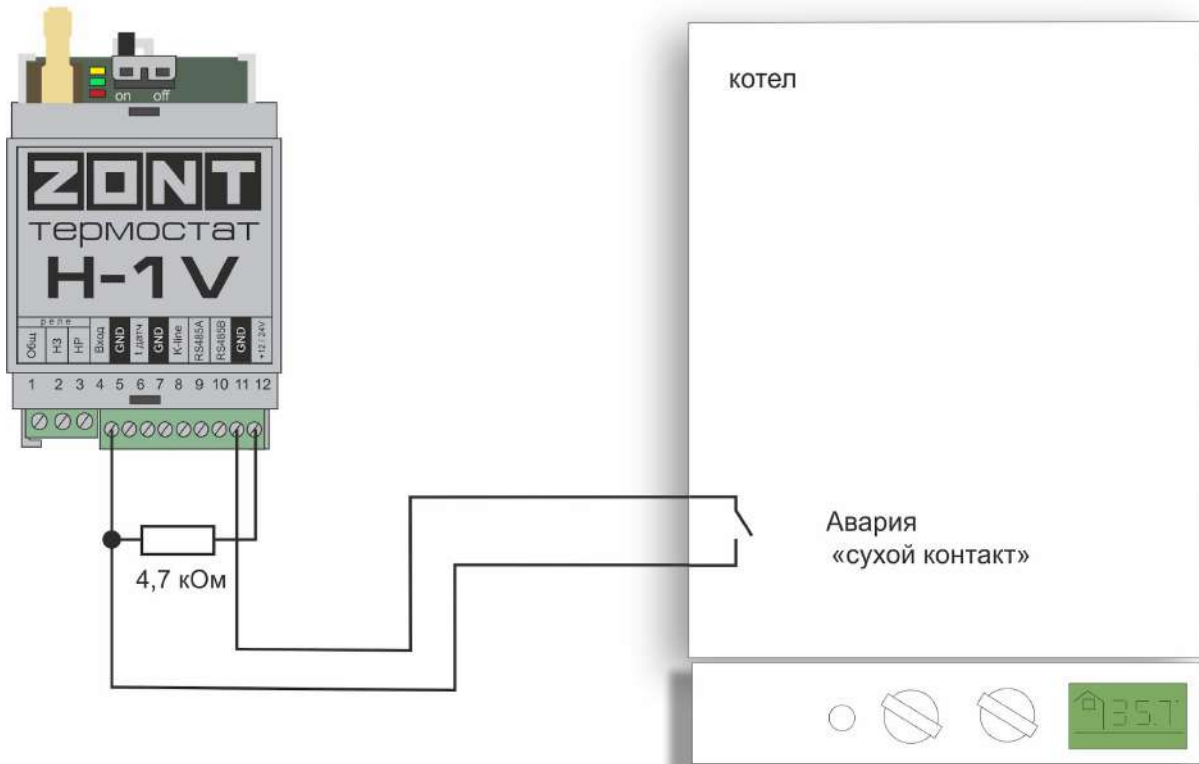 on off
ZONT
термостат
H-1V
реле
Общ
НЗ
НР
Вход
GND
t датч
GND
K-line
RS485A
RS485B
GND
+12 / 24V
1 2 3 4 5 6 7 8 9 10 11 12
4,7 кОм
котел
Авария
«сухой контакт»
35.7°